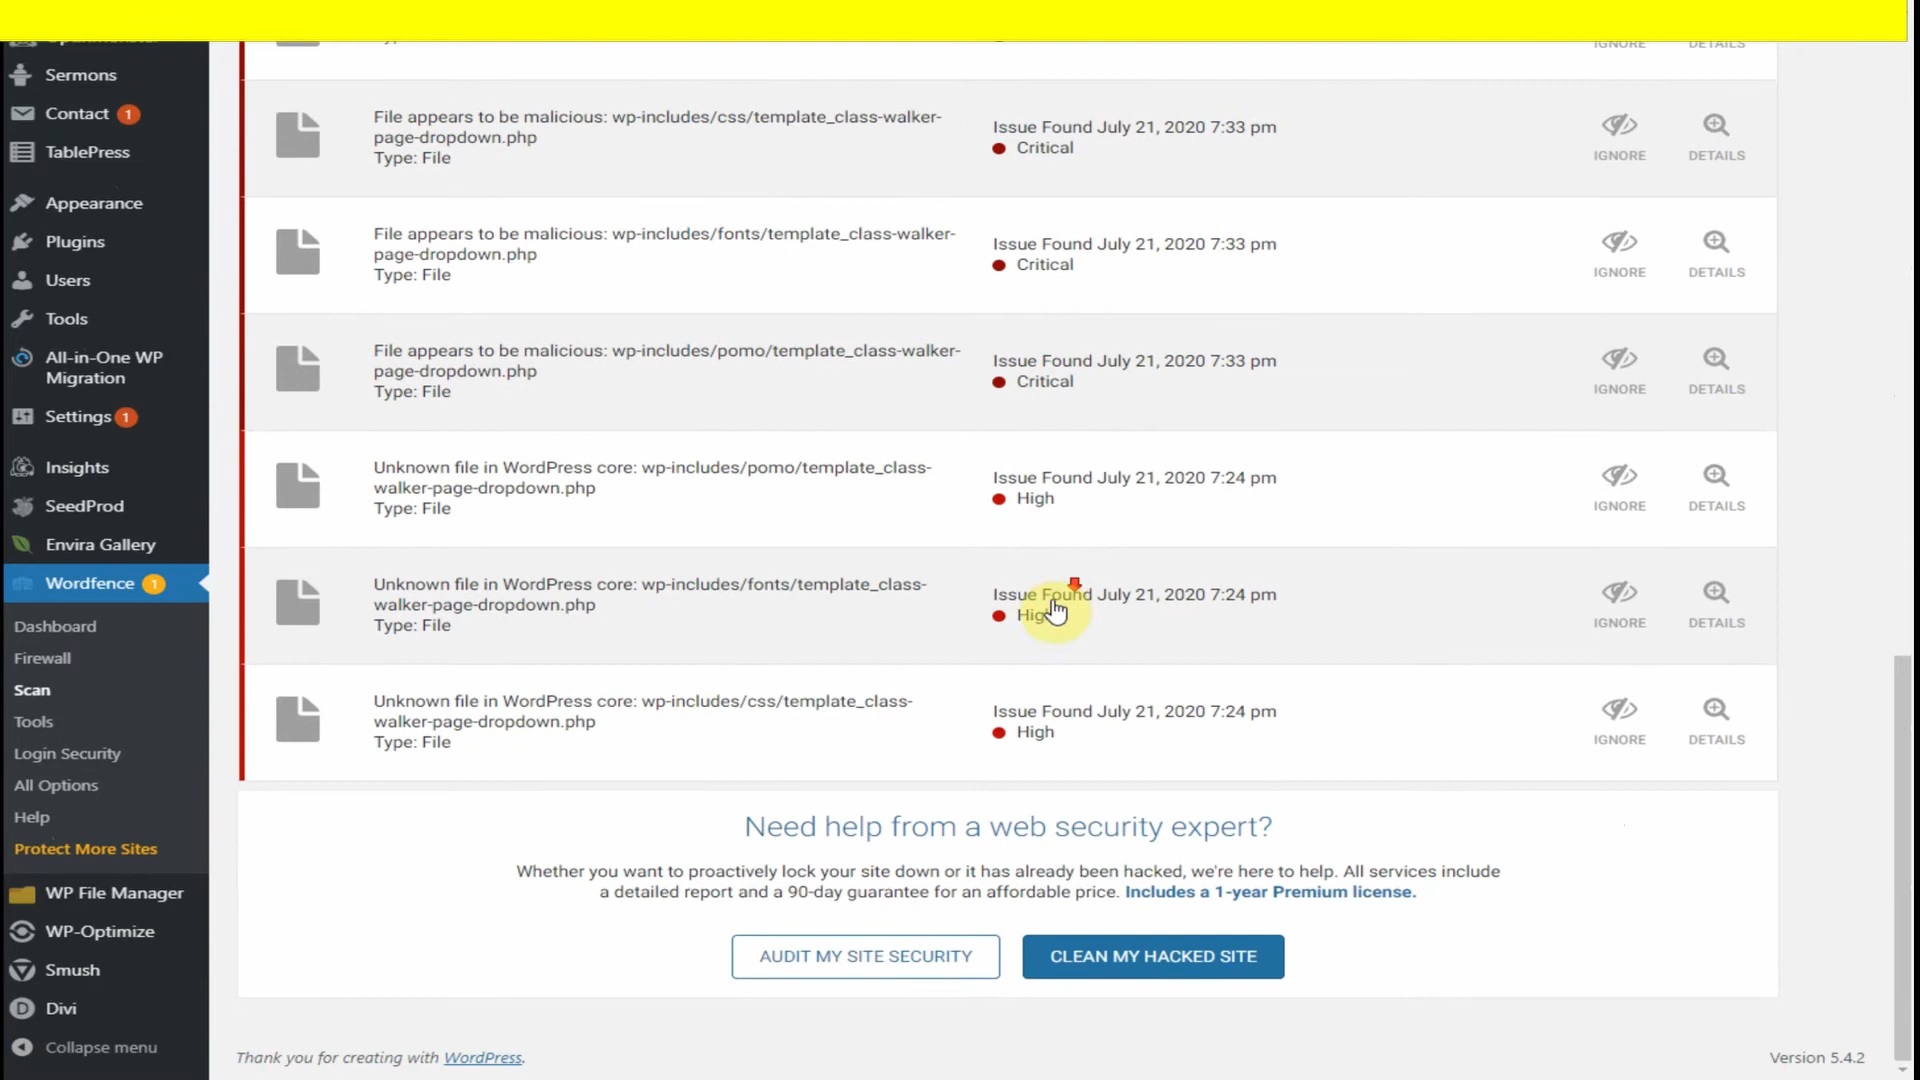 Sermons
Contact 1
TablePress
Appearance
Plugins
Users
Tools
All-in-One WP
Migration
Settings 1
Insights
SeedProd
Envira Gallery
Wordfence 1
Dashboard
Firewall
Scan
Tools
Login Security
All Options
Help
Protect More Sites
WP File Manager
WP-Optimize
Smush
Divi
Collapse menu
IGNORE
DETAILS
File appears to be malicious: wp-includes/css/template_class-walker-
page-dropdown.php
Type: File
Issue Found July 21, 2020 7:33 pm
Critical
IGNORE
DETAILS
File appears to be malicious: wp-includes/fonts/template_class-walker-
page-dropdown.php
Type: File
Issue Found July 21, 2020 7:33 pm
Critical
IGNORE
DETAILS
File appears to be malicious: wp-includes/pomo/template_class-walker-
page-dropdown.php
Type: File
Issue Found July 21, 2020 7:33 pm
Critical
IGNORE
DETAILS
Unknown file in WordPress core: wp-includes/pomo/template_class-
walker-page-dropdown.php
Type: File
Issue Found July 21, 2020 7:24 pm
High
IGNORE
DETAILS
Unknown file in WordPress core: wp-includes/fonts/template_class-
walker-page-dropdown.php
Type: File
Issue Found July 21, 2020 7:24 pm
High
IGNORE
DETAILS
Unknown file in WordPress core: wp-includes/css/template_class-
walker-page-dropdown.php
Type: File
Issue Found July 21, 2020 7:24 pm
High
IGNORE
DETAILS
Need help from a web security expert?
Whether you want to proactively lock your site down or it has already been hacked, we're here to help. All services include
a detailed report and a 90-day guarantee for an affordable price. Includes a 1-year Premium license.
AUDIT MY SITE SECURITY
CLEAN MY HACKED SITE
Thank you for creating with WordPress.
Version 5.4.2